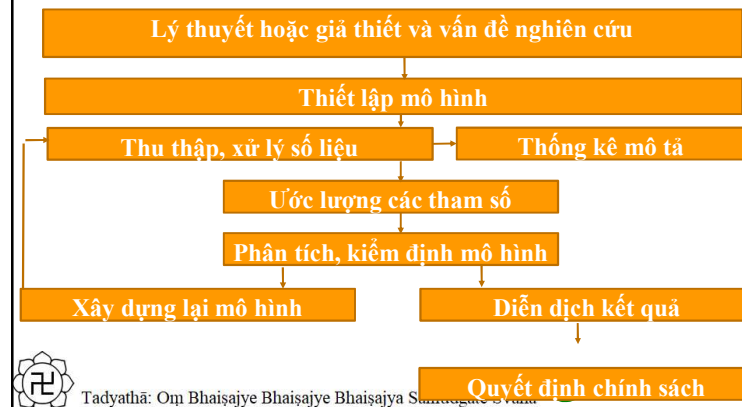 Lý thuyết hoặc giả thiết và vấn đề nghiên cứu
Thiết lập mô hình
Thu thập, xử lý số liệu
Thống kê mô tả
Ước lượng các tham số
Phân tích, kiểm định mô hình
Xây dựng lại mô hình
Diễn dịch kết quả
Quyết định chính sách
卍 Tadyathā: Oṃ Bhaiṣajye Bhaiṣajye Bhaiṣajya